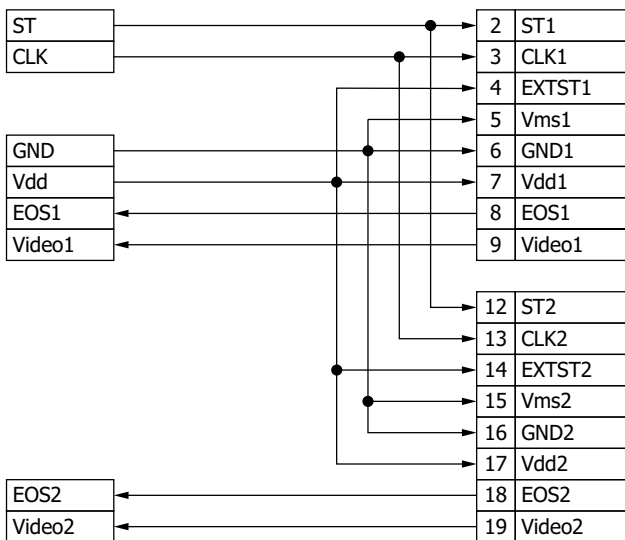 ST 2 ST1
CLK 3 CLK1
4 EXTST1
5 Vms1
GND 6 GND1
Vdd 7 Vdd1
EOS1 8 EOS1
Video1 9 Video1
12 ST2
13 CLK2
14 EXTST2
15 Vms2
16 GND2
17 Vdd2
EOS2 18 EOS2
Video2 19 Video2